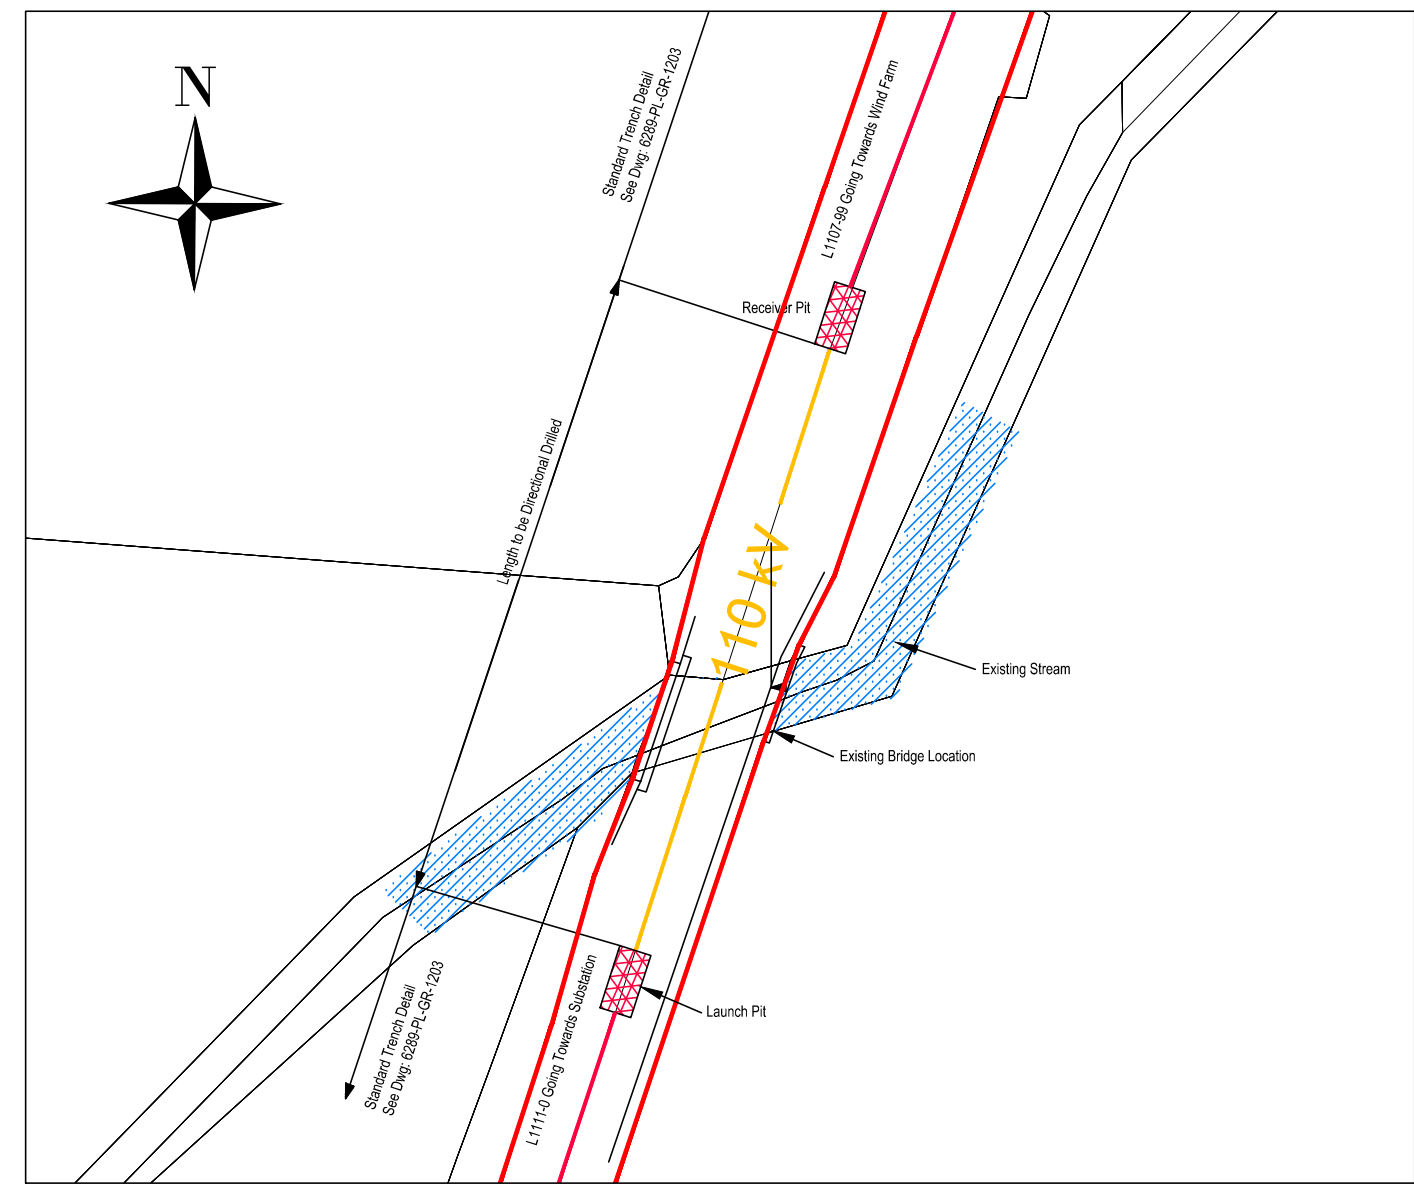 N
Standard Trench Detail
See Dwg: 6289-PL-GR-1203
L1107-99 Going Towards Wind Farm
Receiver Pit
Length to be Directional Drilled
110 kv
Existing Stream
Existing Bridge Location
Standard Trench Detail
See Dwg: 6289-PL-GR-1203
L1111-0 Going Towards Substation
Launch Pit